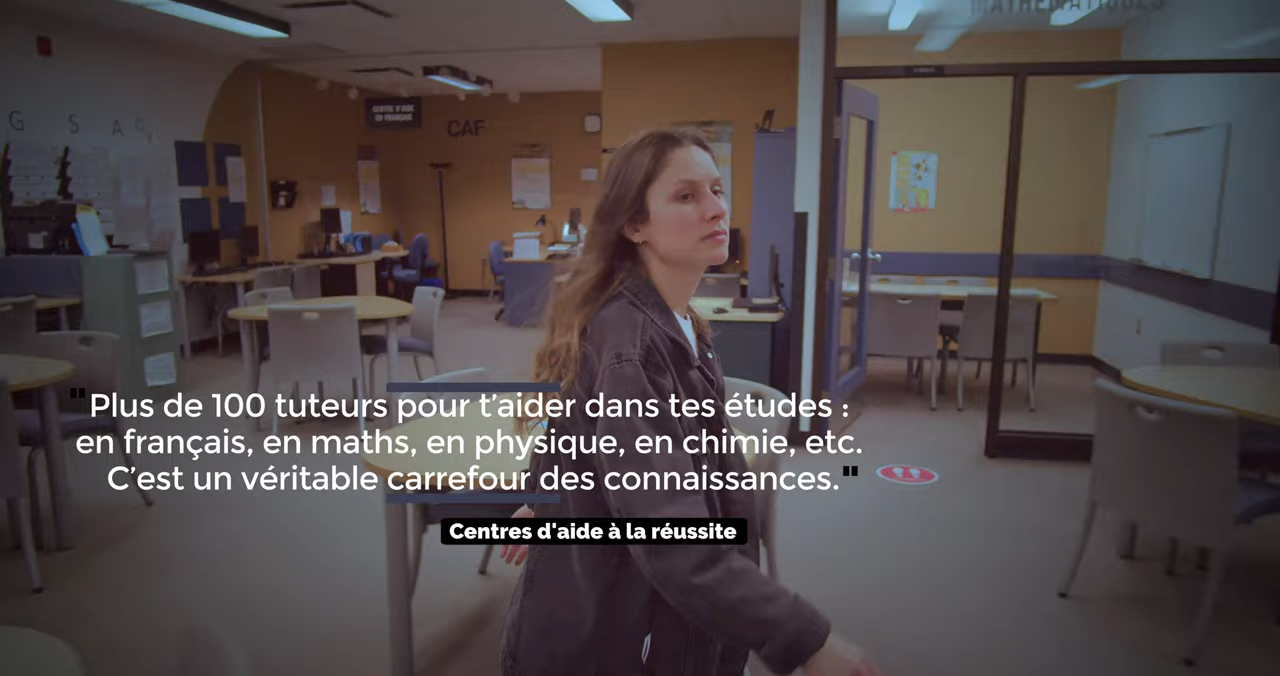 MATHÉMATIQUES
CENTRE D'AIDE
EN FRANÇAIS
CAF
G S A
"Plus de 100 tuteurs pour t’aider dans tes études :
en français, en maths, en physique, en chimie, etc.
C’est un véritable carrefour des connaissances."
Centres d'aide à la réussite